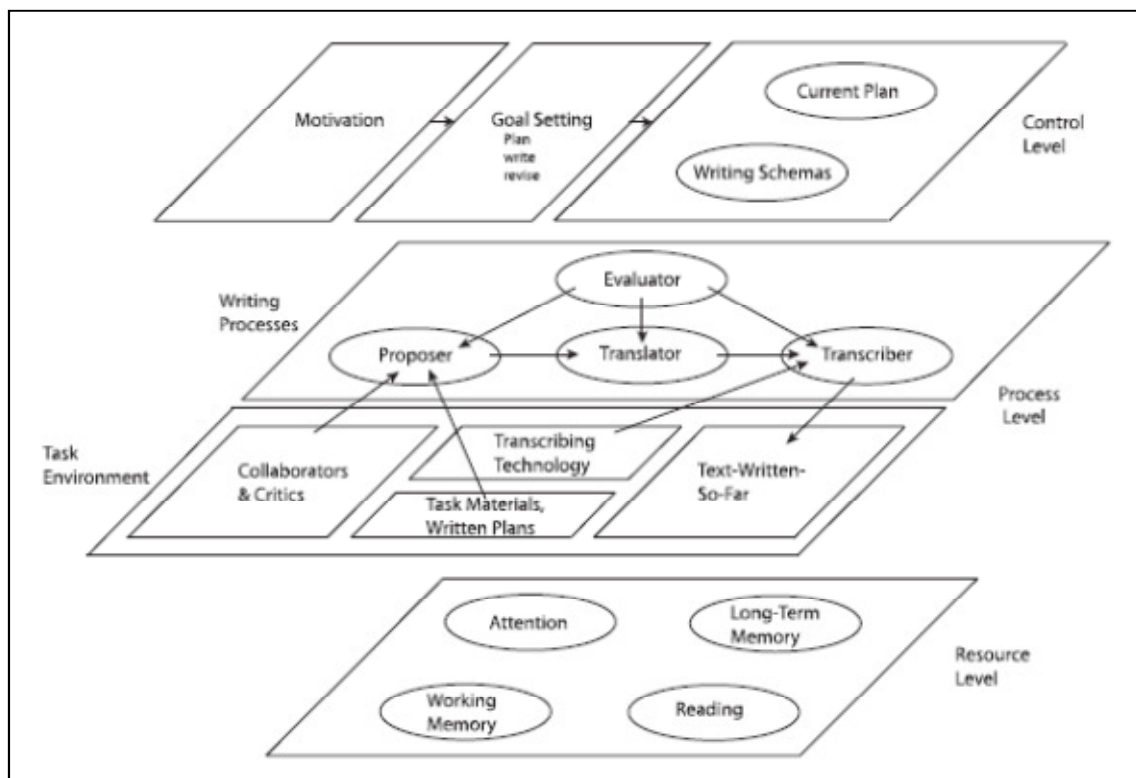 Motivation
Goal Setting
Plan
write
revise
Current Plan
Writing Schemas
Control
Level
Writing
Processes
Evaluator
Proposer
Translator
Transcriber
Process
Level
Task
Environment
Collaborators
& Critics
Transcribing
Technology
Task Materials,
Written Plans
Text-Written-
So-Far
Attention
Long-Term
Memory
Working
Memory
Reading
Resource
Level